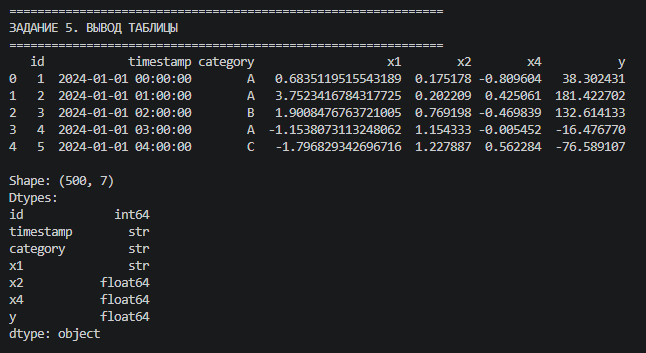 ===============================================================
ЗАДАНИЕ 5. ВЫВОД ТАБЛИЦЫ
===============================================================
   id            timestamp category                   x1        x2        x4           y
0   1  2024-01-01 00:00:00        A   0.6835119515543189  0.175178 -0.809604   38.302431
1   2  2024-01-01 01:00:00        A   3.7523416784317725  0.202209  0.425061  181.422702
2   3  2024-01-01 02:00:00        B   1.9008476763721005  0.769198 -0.469839  132.614133
3   4  2024-01-01 03:00:00        A  -1.1538073113248062  1.154333 -0.005452  -16.476770
4   5  2024-01-01 04:00:00        C   -1.796829342696716  1.227887  0.562284  -76.589107
Shape: (500, 7)
Dtypes:
id             int64
timestamp        str
category         str
x1               str
x2           float64
x4           float64
y            float64
dtype: object